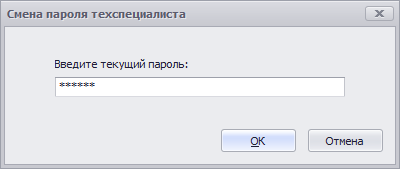 Смена пароля техспециалиста
Введите текущий пароль:
******
OK
Отмена